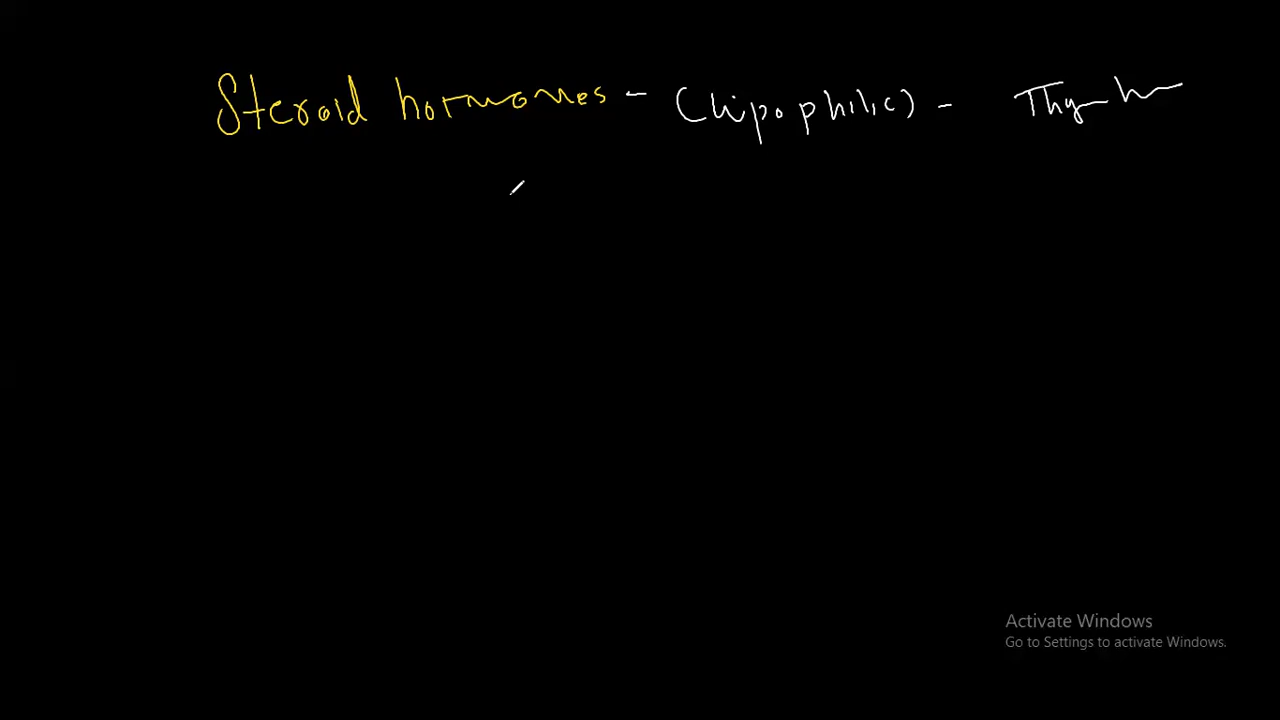 Steroid hormones - (Lipophilic) -
Activate Windows
Go to Settings to activate Windows.